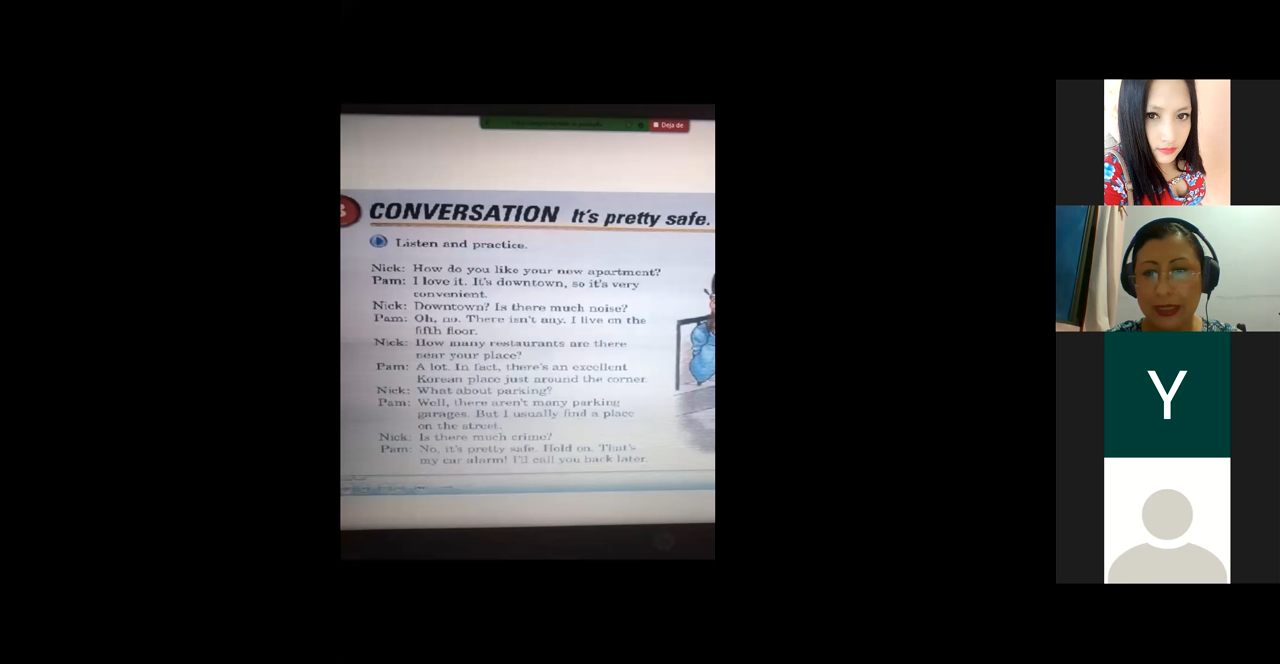 Deja de
3 CONVERSATION It's pretty safe.
Listen and practice.
Nick: How do you like your new apartment?
Pam: I love it. It's downtown, so it's very
convenient.
Nick: Downtown? Is there much noise?
Pam: Oh, no. There isn't any. I live on the
fifth floor.
Nick: How many restaurants are there
near your place?
Pam: A lot. In fact, there's an excellent
Korean place just around the corner.
Nick: What about parking?
Pam: Well, there aren't many parking
garages. But I usually find a place
on the street.
Nick: Is there much crime?
Pam: No, it's pretty safe. Hold on. That's
my car alarm! I'll call you back later.
Y